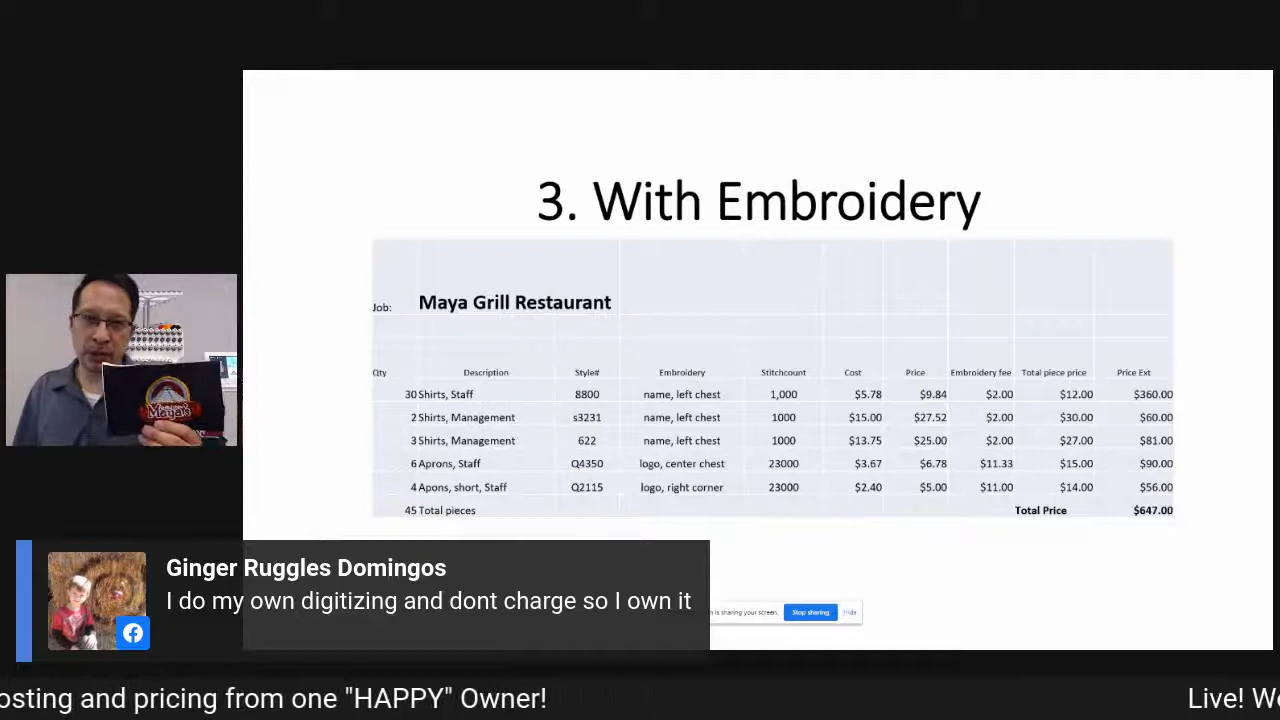 3. With Embroidery
Job: Maya Grill Restaurant
Qty Description Style# Embroidery Stitchcount Cost Price Embroidery fee Total piece price Price Ext
30 Shirts, Staff 8800 name, left chest 1,000 $5.78 $9.84 $2.00 $12.00 $360.00
2 Shirts, Management s3231 name, left chest 1000 $15.00 $27.52 $2.00 $30.00 $60.00
3 Shirts, Management 622 name, left chest 1000 $13.75 $25.00 $2.00 $27.00 $81.00
6 Aprons, Staff Q4350 logo, center chest 23000 $3.67 $6.78 $11.33 $15.00 $90.00
4 Apons, short, Staff Q2115 logo, right corner 23000 $2.40 $5.00 $11.00 $14.00 $56.00
45 Total pieces Total Price $647.00
Maya's
Ginger Ruggles Domingos
I do my own digitizing and dont charge so I own it
is sharing your screen. Stop sharing Hide
osting and pricing from one "HAPPY" Owner! Live! We